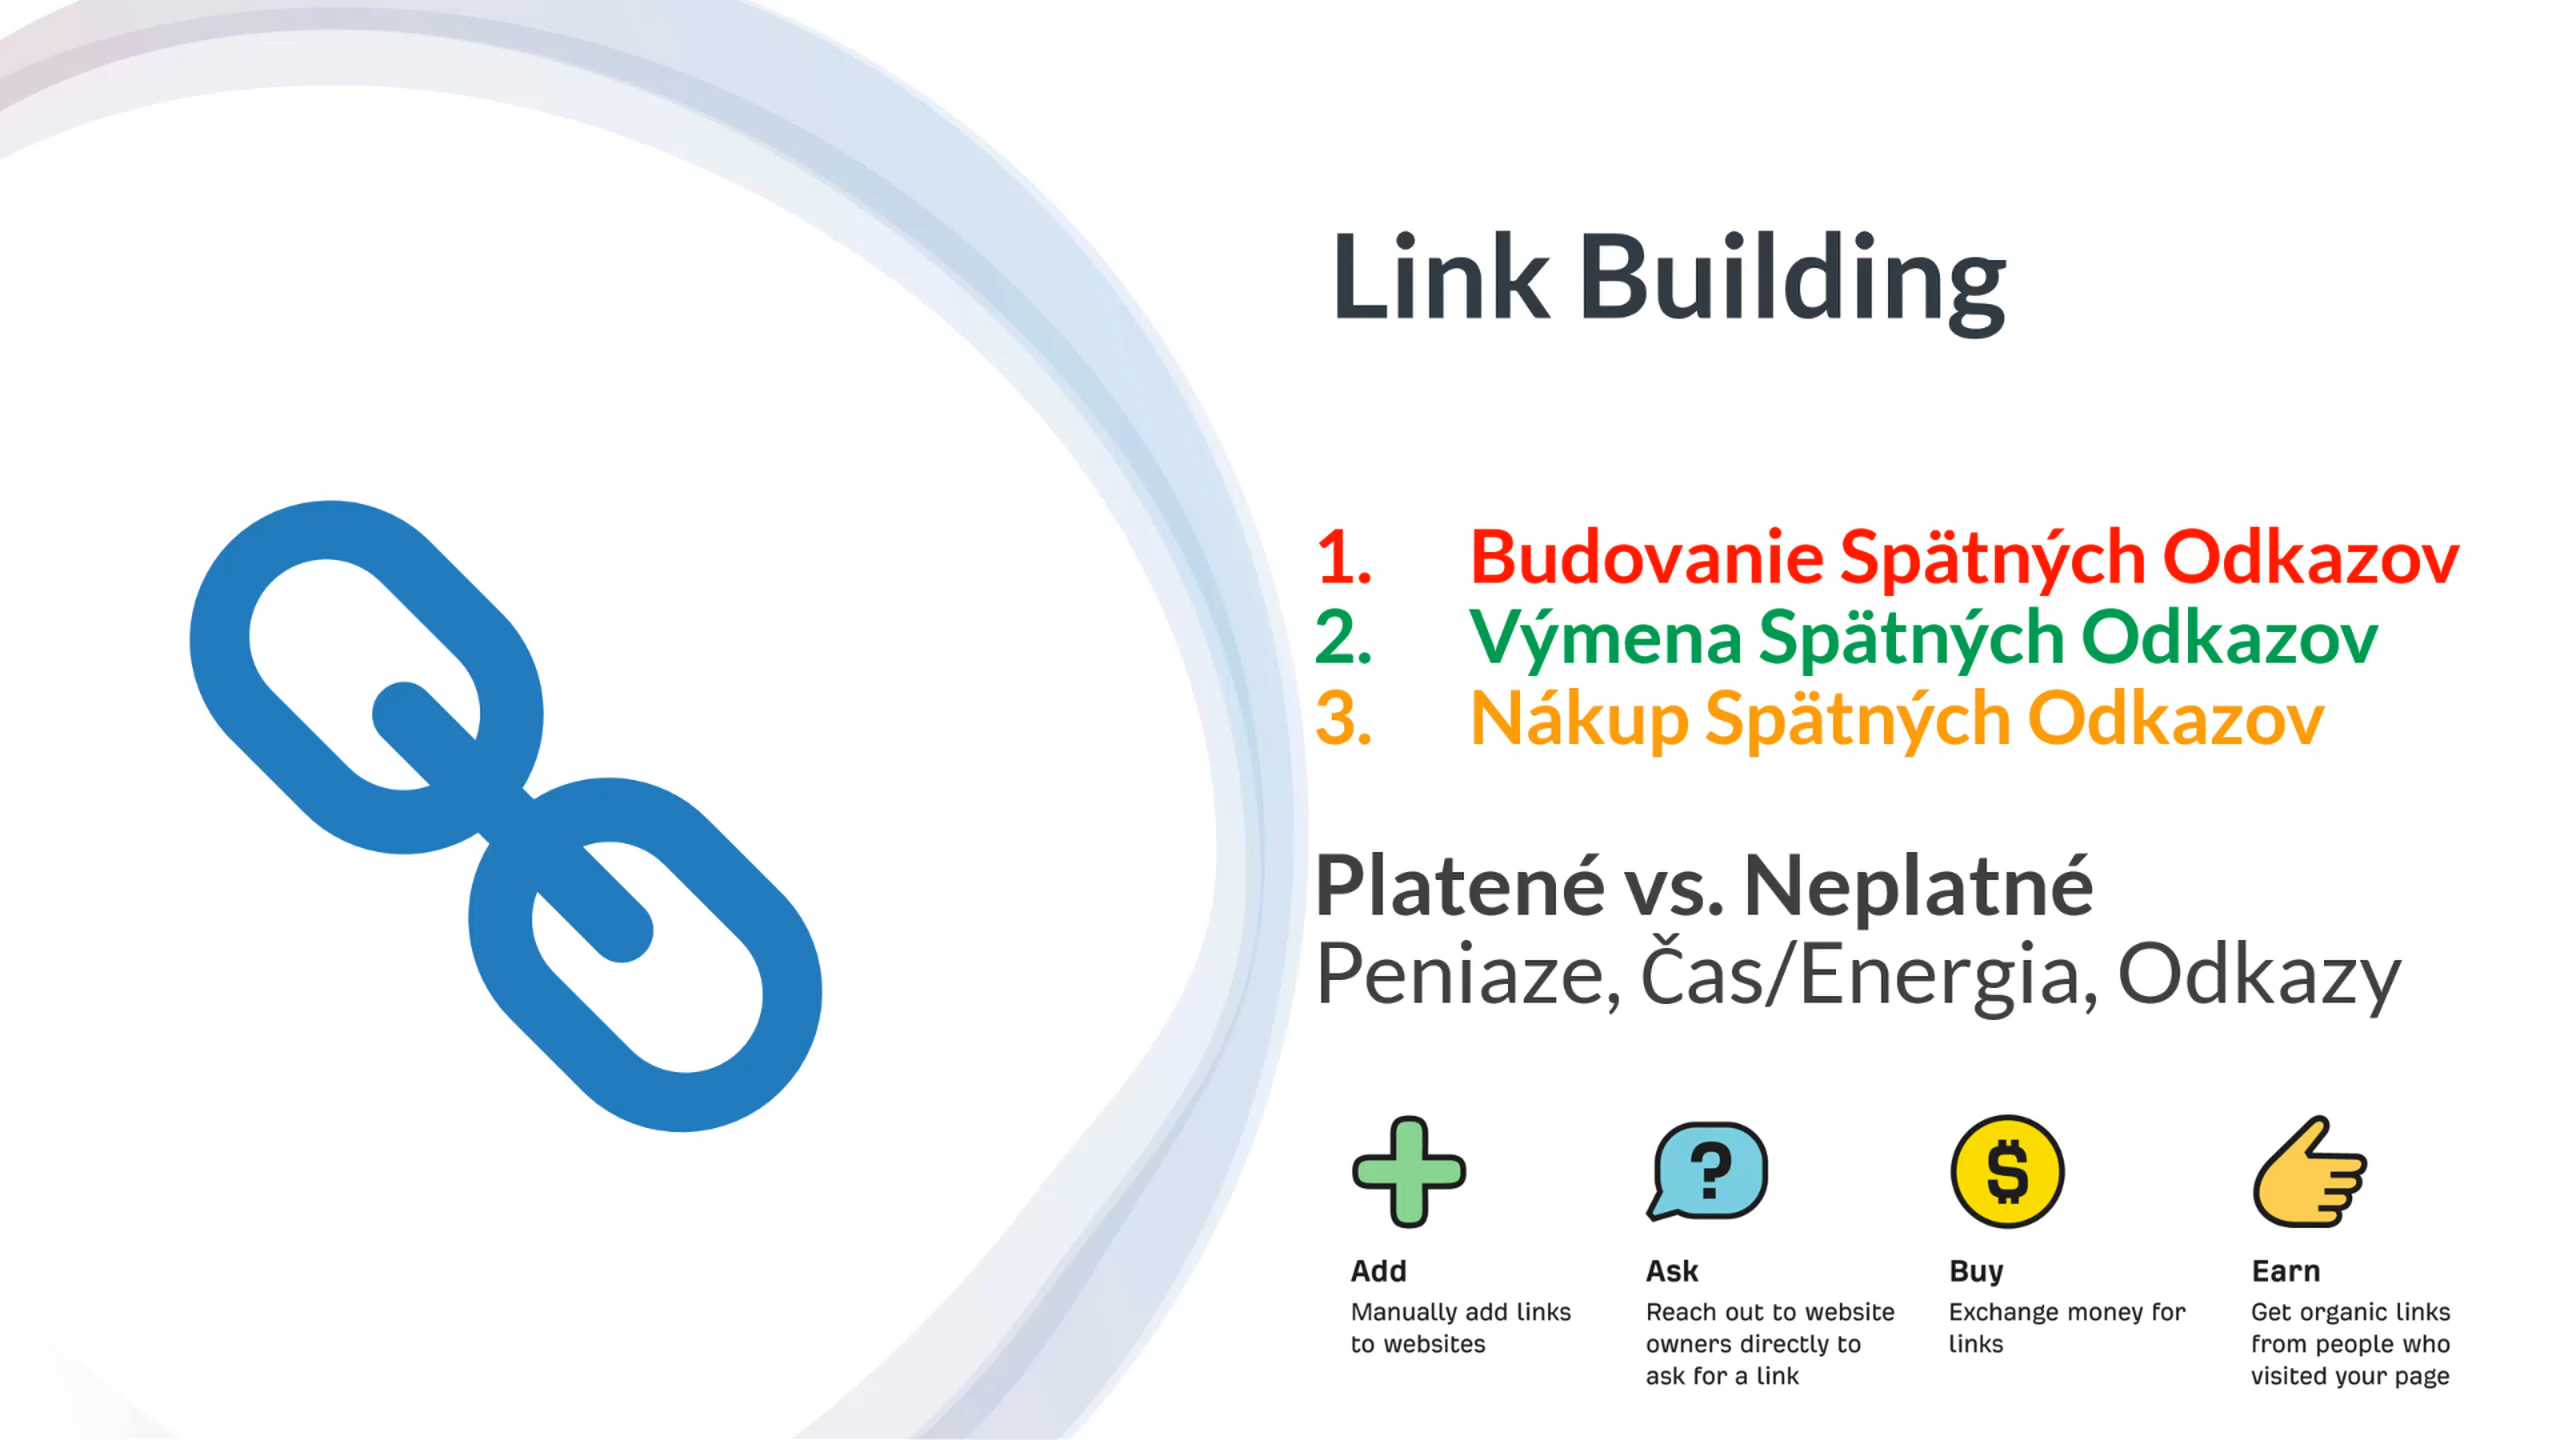 Link Building
1. Budovanie Spätných Odkazov
2. Výmena Spätných Odkazov
3. Nákup Spätných Odkazov
Platené vs. Neplatné
Peniaze, Čas/Energia, Odkazy
Add
Manually add links
to websites
Ask
Reach out to website
owners directly to
ask for a link
Buy
Exchange money for
links
Earn
Get organic links
from people who
visited your page